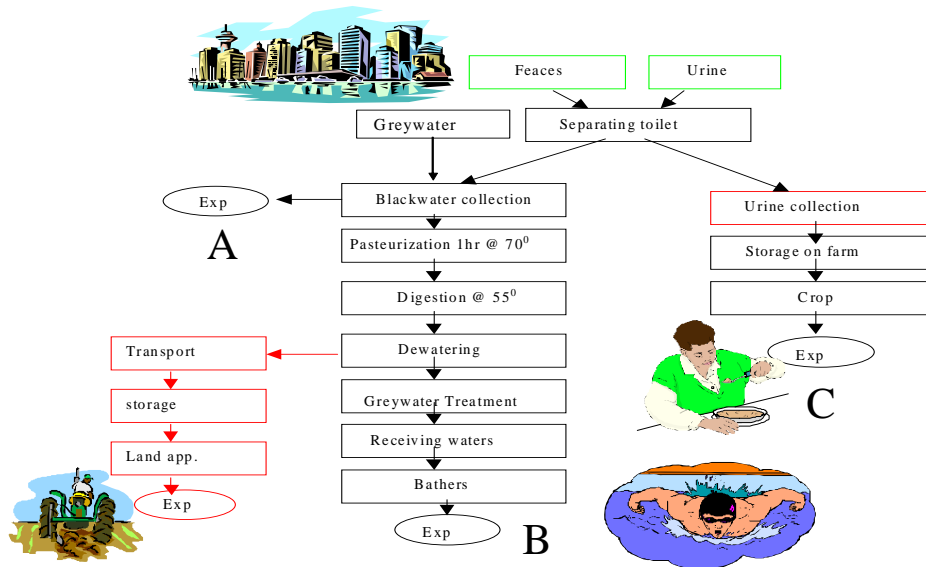 Feaces
Urine
Greywater
Separating toilet
Exp
Blackwater collection
Urine collection
A
Pasteurization 1hr @ 70⁰
Storage on farm
Digestion @ 55⁰
Crop
Transport
Dewatering
Exp
storage
Greywater Treatment
C
Land app.
Receiving waters
Bathers
Exp
Exp
B